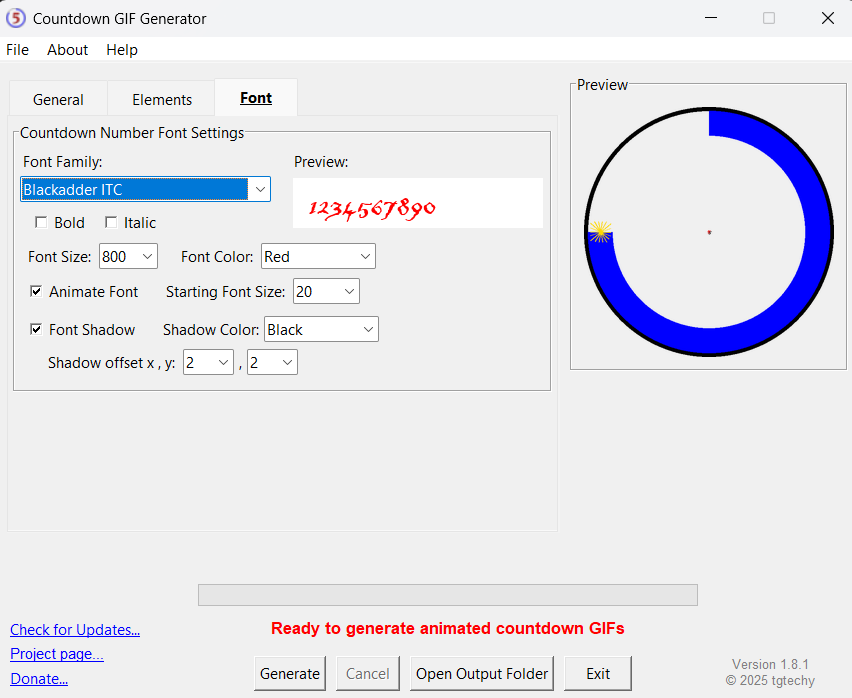 5 Countdown GIF Generator
File About Help
General Elements Font
Countdown Number Font Settings
Font Family: Preview:
Blackadder ITC
1234567890
Bold Italic
Font Size: 800 Font Color: Red
Animate Font Starting Font Size: 20
Font Shadow Shadow Color: Black
Shadow offset x , y: 2 , 2
Preview
Ready to generate animated countdown GIFs
Check for Updates...
Project page...
Donate...
Generate Cancel Open Output Folder Exit
Version 1.8.1
© 2025 tgtechy